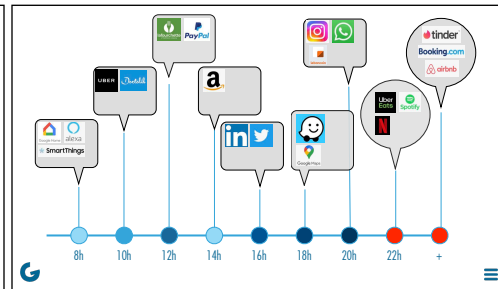 Google Home
alexa
SmartThings
UBER
Doctolib
PayPal
a
in
Google Maps
Uber
Eats
Spotify
N
tinder
Booking.com
airbnb
8h
10h
12h
14h
16h
18h
20h
22h
+
G